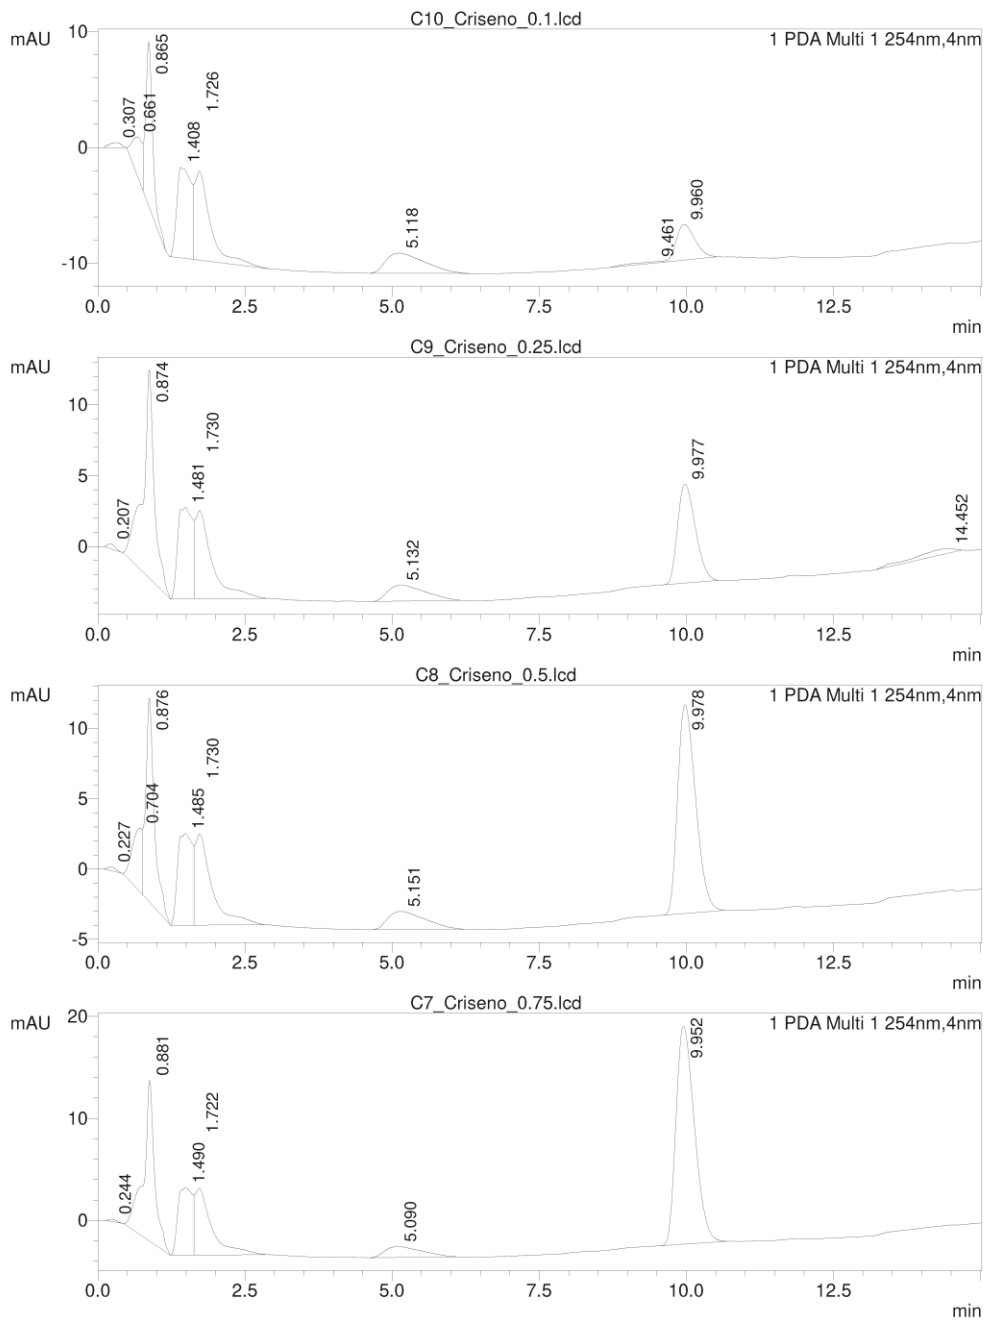 C10_Criseno_0.1.lcd
mAU
1 PDA Multi 1 254nm,4nm
10
0
-10
0.307
0.661
0.865
1.408
1.726
5.118
9.461
9.960
0.0 2.5 5.0 7.5 10.0 12.5
min
C9_Criseno_0.25.lcd
mAU
1 PDA Multi 1 254nm,4nm
10
5
0
0.207
0.874
1.481
1.730
5.132
9.977
14.452
0.0 2.5 5.0 7.5 10.0 12.5
min
C8_Criseno_0.5.lcd
mAU
1 PDA Multi 1 254nm,4nm
10
5
0
-5
0.227
0.704
0.876
1.485
1.730
5.151
9.978
0.0 2.5 5.0 7.5 10.0 12.5
min
C7_Criseno_0.75.lcd
mAU
1 PDA Multi 1 254nm,4nm
20
10
0
0.244
0.881
1.490
1.722
5.090
9.952
0.0 2.5 5.0 7.5 10.0 12.5
min